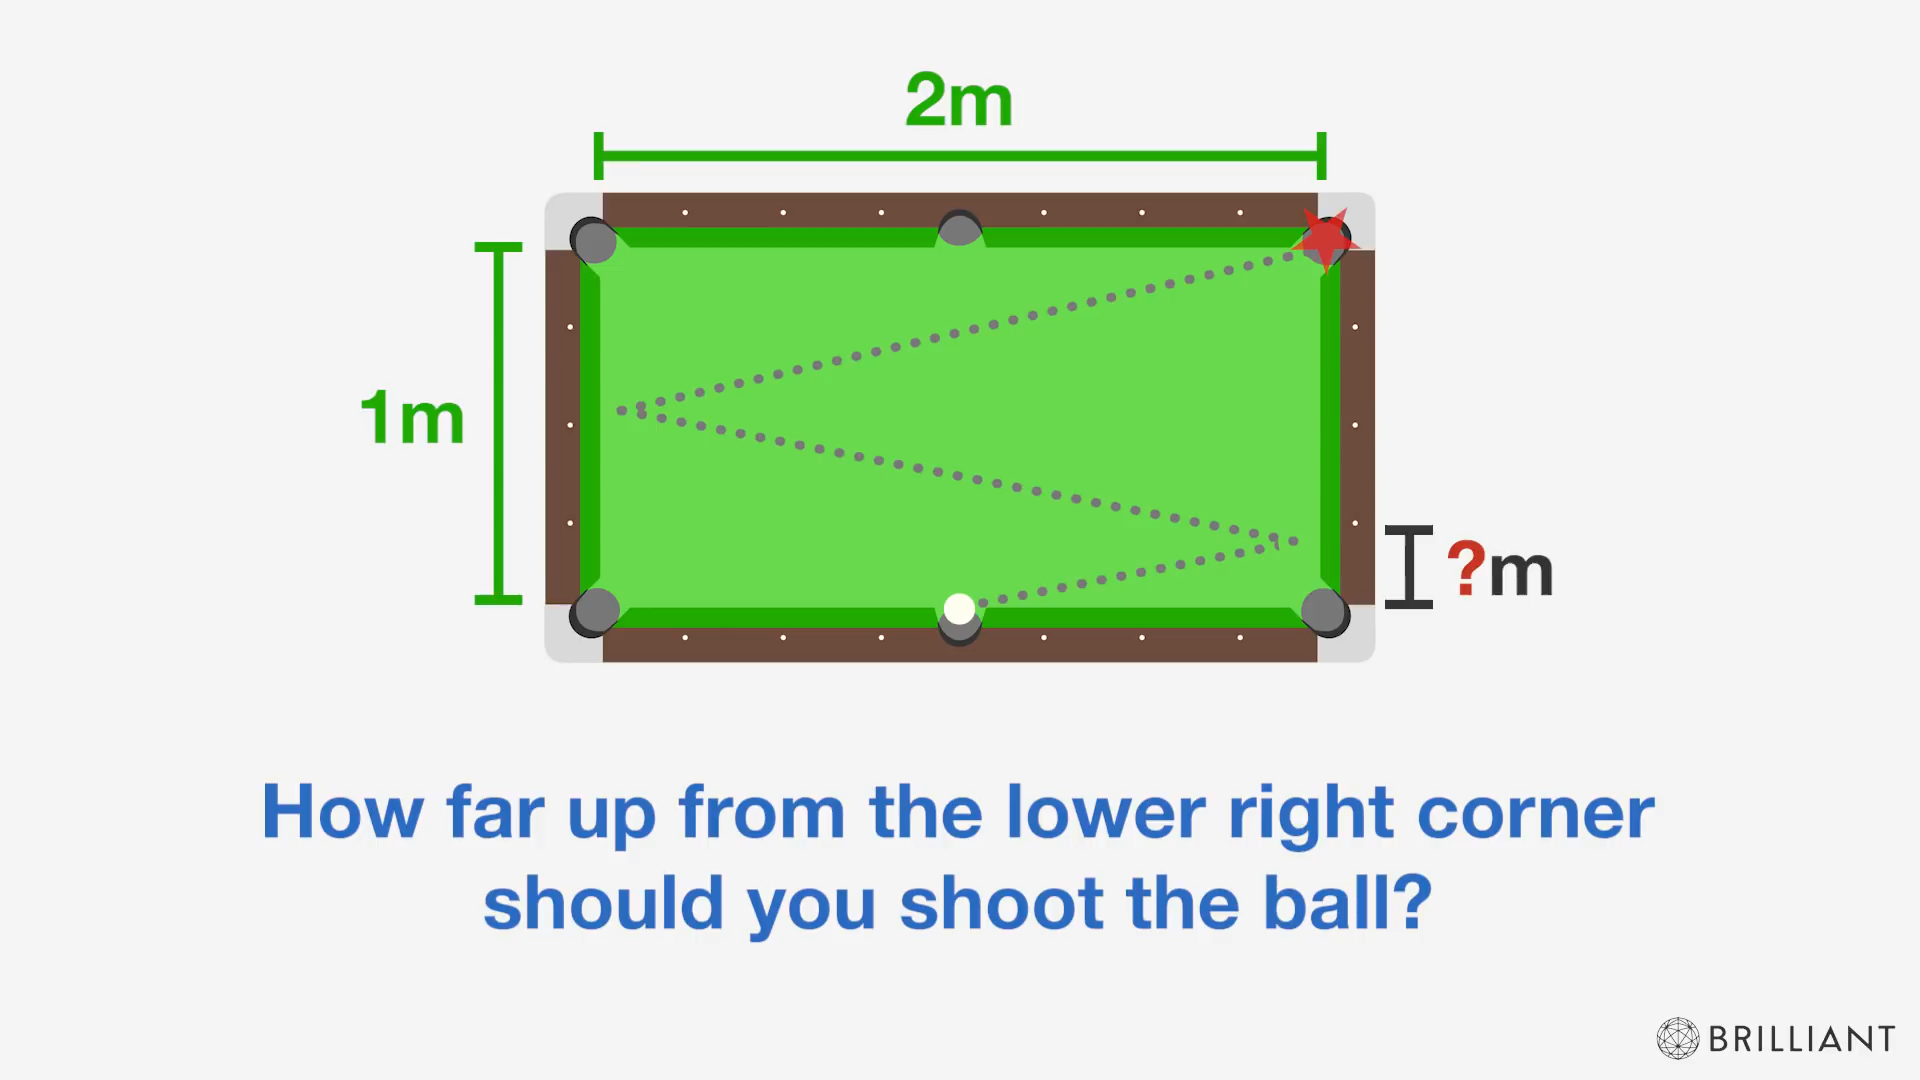 2m
1m
?m
How far up from the lower right corner
should you shoot the ball?
BRILLIANT